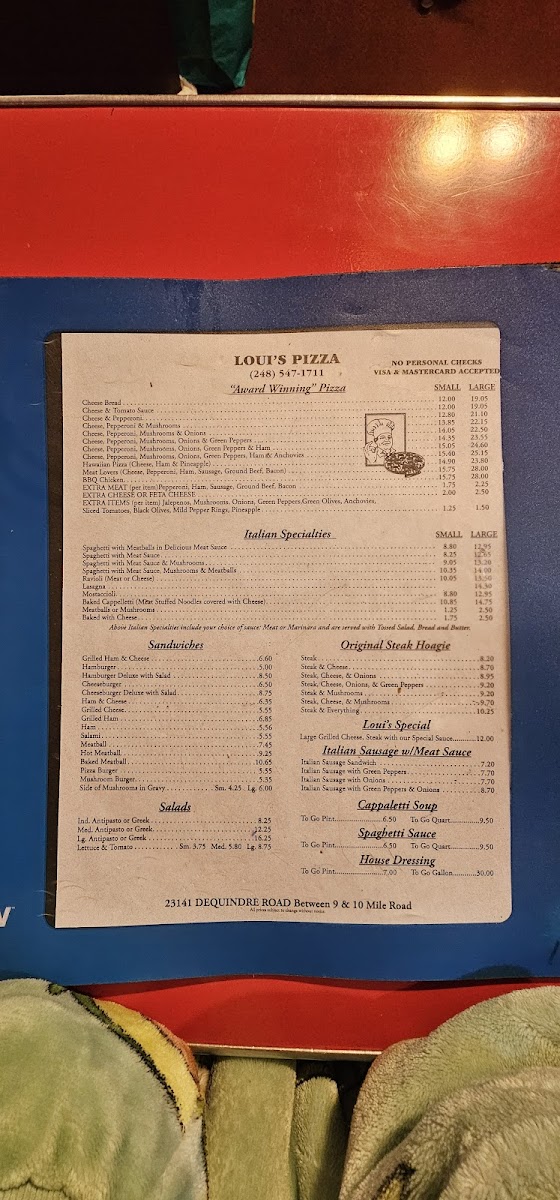 LOUI'S PIZZA
(248) 547-1711
NO PERSONAL CHECKS
VISA & MASTERCARD ACCEPTED
"Award Winning" Pizza SMALL LARGE
Cheese Bread 12.00 19.05
Cheese & Tomato Sauce 12.00 19.05
Cheese & Pepperoni 12.80 21.10
Cheese, Pepperoni & Mushrooms 13.85 22.15
Cheese, Pepperoni, Mushrooms & Onions 14.05 22.50
Cheese, Pepperoni, Mushrooms, Onions & Green Peppers 14.35 23.55
Cheese, Pepperoni, Mushrooms, Onions, Green Peppers & Ham 15.05 24.60
Cheese, Pepperoni, Mushrooms, Onions, Green Peppers, Ham & Anchovies 15.40 25.15
Hawaiian Pizza (Cheese, Ham & Pineapple) 14.90 23.80
Meat Lovers (Cheese, Pepperoni, Ham, Sausage, Ground Beef, Bacon) 15.75 28.00
BBQ Chicken 15.75 28.00
EXTRA MEAT (per item)Pepperoni, Ham, Sausage, Ground Beef, Bacon 1.75 2.25
EXTRA CHEESE OR FETA CHEESE 2.00 2.50
EXTRA ITEMS (per item) Jalepenos, Mushrooms, Onions, Green Peppers,Green Olives, Anchovies,
Sliced Tomatoes, Black Olives, Mild Pepper Rings, Pineapple 1.25 1.50
Italian Specialties SMALL LARGE
Spaghetti with Meatballs in Delicious Meat Sauce 8.80 12.95
Spaghetti with Meat Sauce 8.25 12.65
Spaghetti with Meat Sauce & Mushrooms 9.05 13.20
Spaghetti with Meat Sauce, Mushrooms & Meatballs 10.35 14.00
Ravioli (Meat or Cheese) 10.05 13.50
Lasagna 14.30
Mostaccioli 8.80 12.95
Baked Cappelletti (Meat Stuffed Noodles covered with Cheese) 10.85 14.75
Meatballs or Mushrooms 1.25 2.50
Baked with Cheese 1.75 2.50
Above Italian Specialties include your choice of sauce: Meat or Marinara and are served with Tossed Salad, Bread and Butter.
Sandwiches
Grilled Ham & Cheese 6.60
Hamburger 5.00
Hamburger Deluxe with Salad 8.50
Cheeseburger 6.50
Cheeseburger Deluxe with Salad 8.75
Ham & Cheese 6.35
Grilled Cheese 5.55
Grilled Ham 6.85
Ham 5.56
Salami 5.55
Meatball 7.45
Hot Meatball 9.25
Baked Meatball 10.65
Pizza Burger 5.55
Mushroom Burger 5.35
Side of Mushrooms in Gravy Sm. 4.25 Lg. 6.00
Salads
Ind. Antipasto or Greek 8.25
Med. Antipasto or Greek 12.25
Lg. Antipasto or Greek 16.25
Lettuce & Tomato Sm. 3.75 Med. 5.80 Lg. 8.75
Original Steak Hoagie
Steak 8.20
Steak & Cheese 8.70
Steak, Cheese & Onions 8.95
Steak, Cheese, Onions, & Green Peppers 9.20
Steak & Mushrooms 9.20
Steak, Cheese, & Mushrooms 9.70
Steak & Everything 10.25
Loui's Special
Large Grilled Cheese, Steak with our Special Sauce 12.00
Italian Sausage w/Meat Sauce
Italian Sausage Sandwich 7.20
Italian Sausage with Green Peppers 7.70
Italian Sausage with Onions 7.70
Italian Sausage with Green Peppers & Onions 8.70
Cappaletti Soup
To Go Pint 6.50 To Go Quart 9.50
Spaghetti Sauce
To Go Pint 6.50 To Go Quart 9.50
House Dressing
To Go Pint 7.00 To Go Gallon 30.00
23141 DEQUINDRE ROAD Between 9 & 10 Mile Road
All prices subject to change without notice.